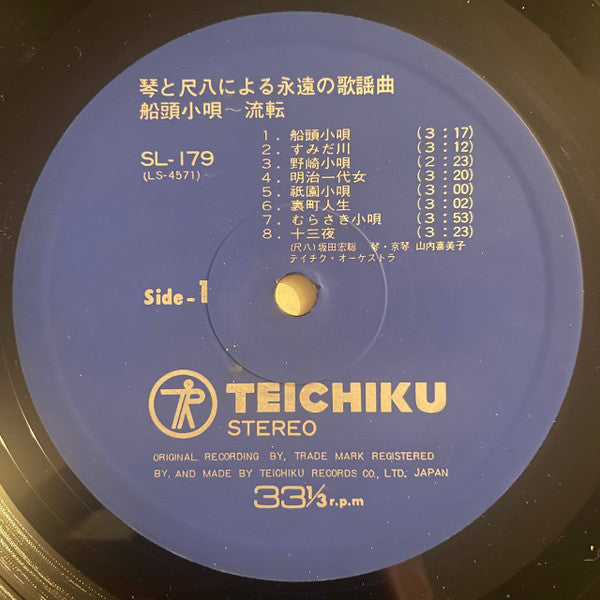 琴と尺八による永遠の歌謡曲
船頭小唄～流転
SL-179
(LS-4571)
1. 船頭小唄 (3:17)
2. すみだ川 (3:12)
3. 野崎小唄 (2:23)
4. 明治一代女 (3:20)
5. 祇園小唄 (3:00)
6. 裏町人生 (3:02)
7. むらさき小唄 (3:53)
8. 十三夜 (3:23)
(尺八)坂田宏聡 琴・京琴 山内喜美子
テイチク・オーケストラ
Side-1
TEICHIKU
STEREO
ORIGINAL RECORDING BY, TRADE MARK REGISTERED
BY, AND MADE BY TEICHIKU RECORDS CO., LTD. JAPAN
33⅓r.p.m